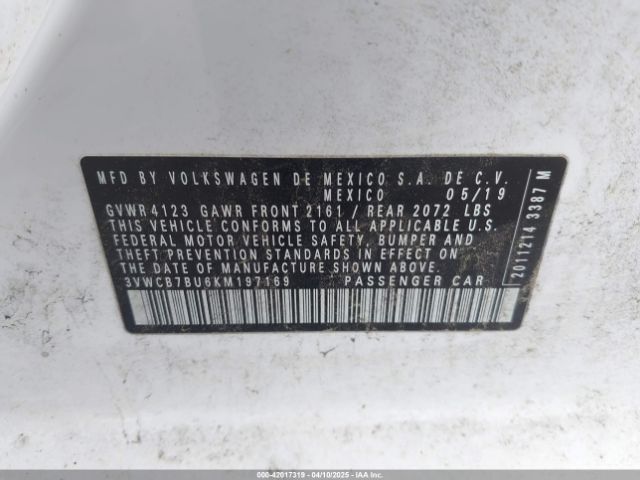 MFD BY VOLKSWAGEN DE MEXICO S.A. DE C.V.
MEXICO 05/19
GVWR 4123 GAWR FRONT 2161 / REAR 2072 LBS
THIS VEHICLE CONFORMS TO ALL APPLICABLE U.S.
FEDERAL MOTOR VEHICLE SAFETY, BUMPER AND
THEFT PREVENTION STANDARDS IN EFFECT ON
THE DATE OF MANUFACTURE SHOWN ABOVE.
3VWCB7BU6KM197169 PASSENGER CAR
2011214 3387 M
000-42017319 - 04/10/2025 - COPYRIGHT IAA, LLC.